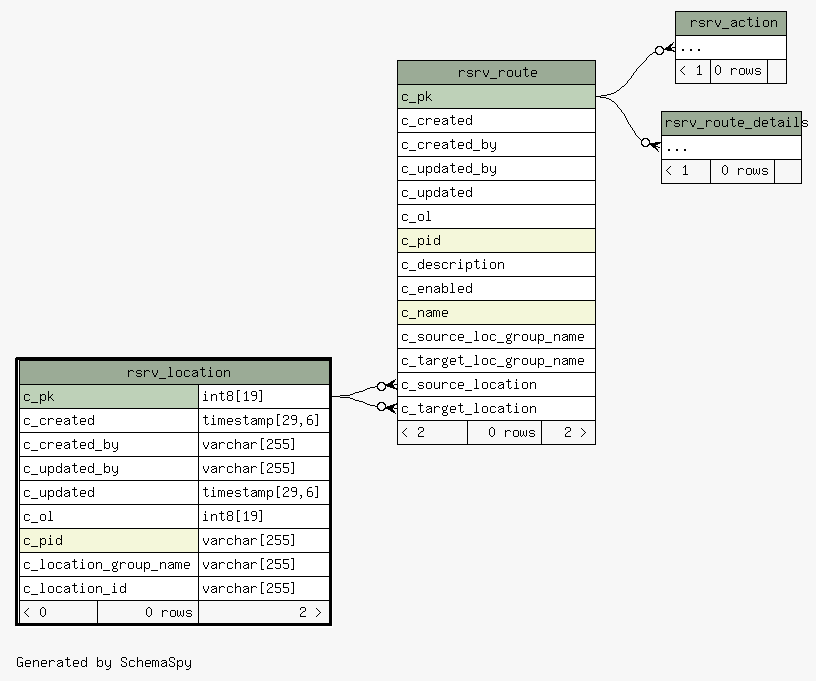 rsrv_action
...
< 1 0 rows
rsrv_route_details
...
< 1 0 rows
rsrv_route
c_pk
c_created
c_created_by
c_updated_by
c_updated
c_ol
c_pid
c_description
c_enabled
c_name
c_source_loc_group_name
c_target_loc_group_name
c_source_location
c_target_location
< 2 0 rows 2 >
rsrv_location
c_pk int8[19]
c_created timestamp[29,6]
c_created_by varchar[255]
c_updated_by varchar[255]
c_updated timestamp[29,6]
c_ol int8[19]
c_pid varchar[255]
c_location_group_name varchar[255]
c_location_id varchar[255]
< 0 0 rows 2 >
Generated by SchemaSpy